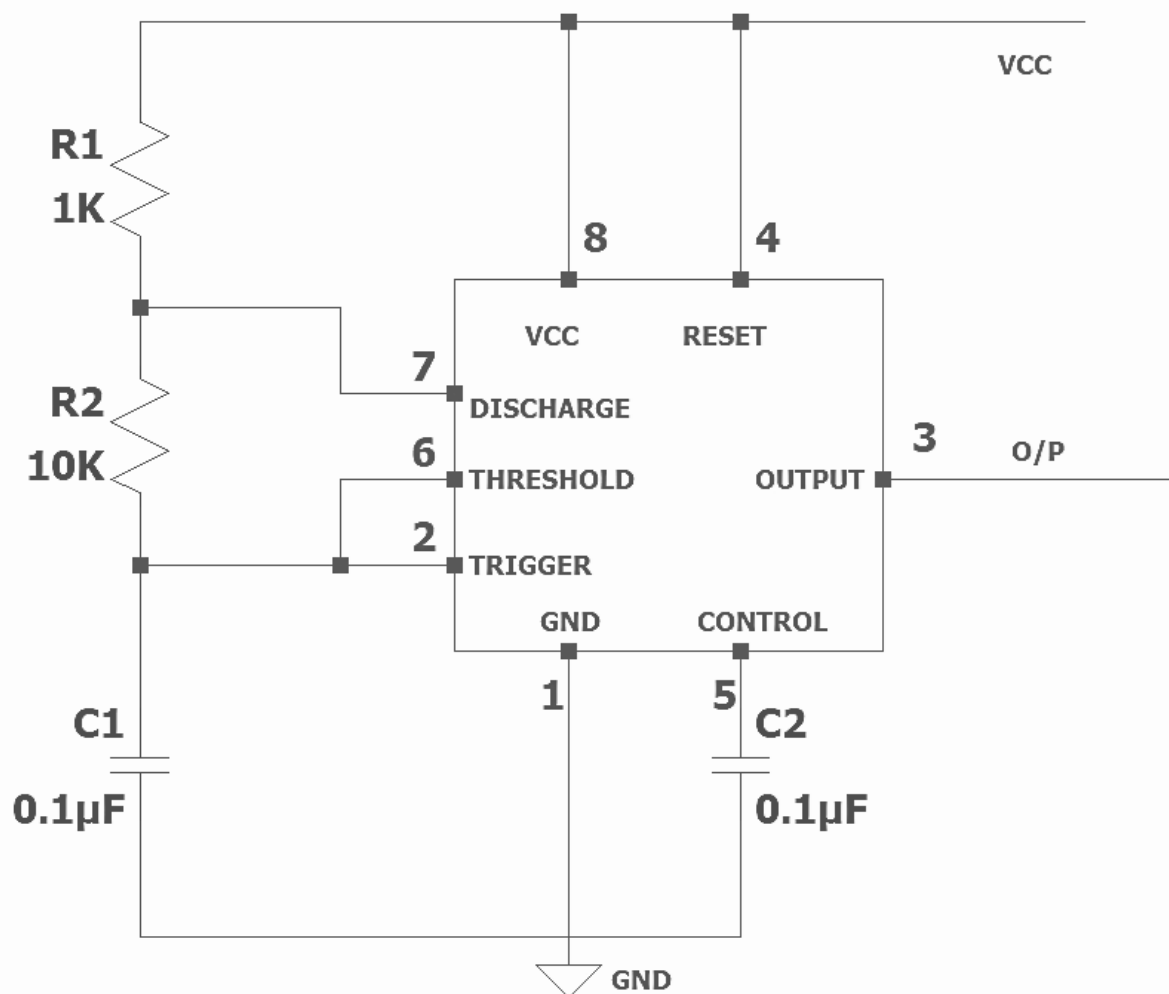 VCC
R1
1K
8
4
VCC
RESET
7
DISCHARGE
R2
10K
6
THRESHOLD
3
O/P
OUTPUT
2
TRIGGER
GND
CONTROL
1
5
C1
0.1µF
C2
0.1µF
GND